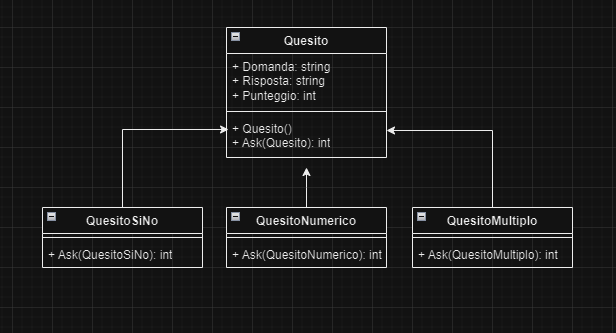 Quesito
+ Domanda: string
+ Risposta: string
+ Punteggio: int
+ Quesito()
+ Ask(Quesito): int
QuesitoSiNo
+ Ask(QuesitoSiNo): int
QuesitoNumerico
+ Ask(QuesitoNumerico): int
QuesitoMultiplo
+ Ask(QuesitoMultiplo): int